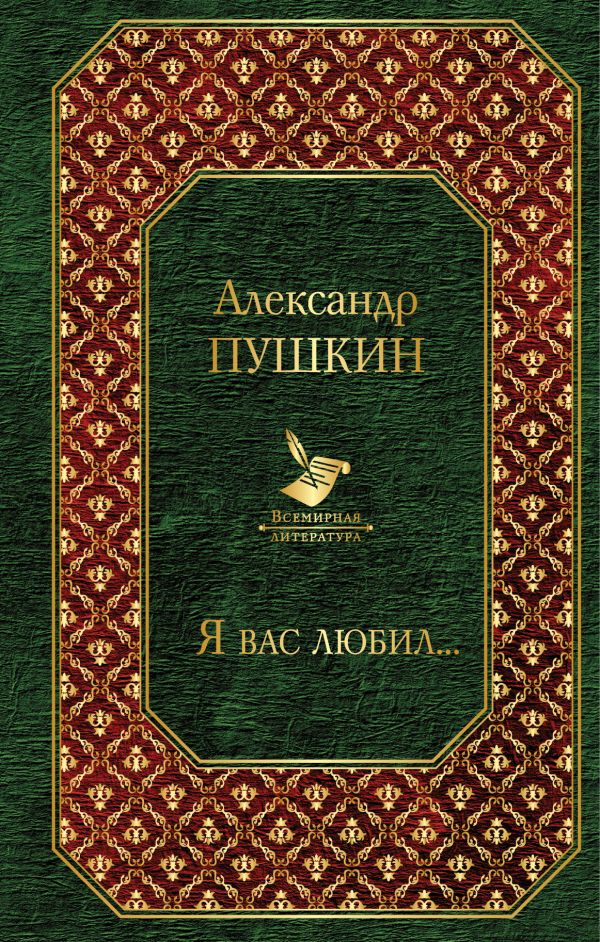 Александр
ПУШКИН
Всемирная
литература
Я вас любил...